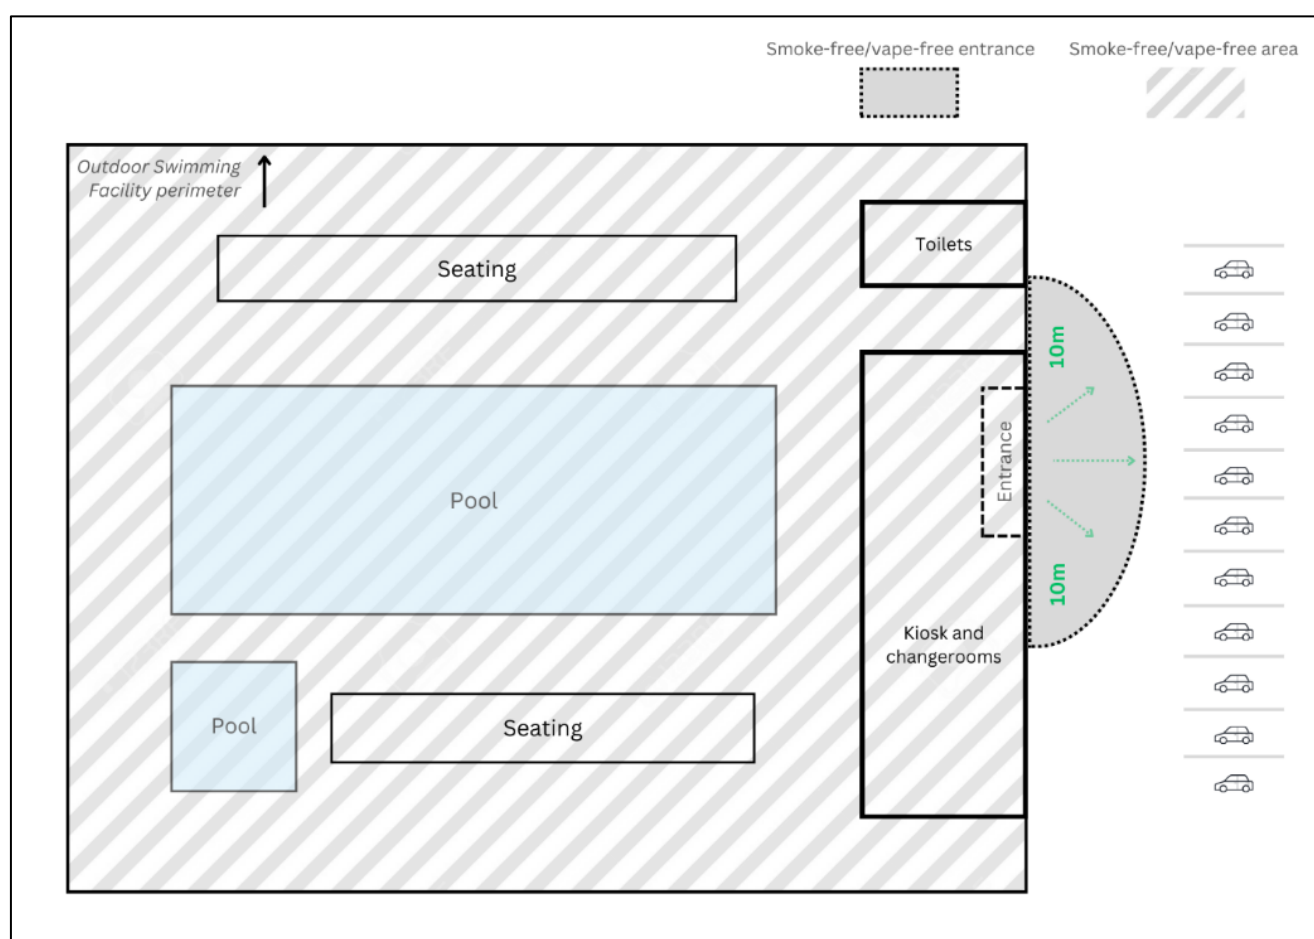 Smoke-free/vape-free entrance
Smoke-free/vape-free area
Outdoor Swimming
Facility perimeter
Toilets
Seating
10m
Entrance
Pool
10m
Kiosk and
changerooms
Pool
Seating